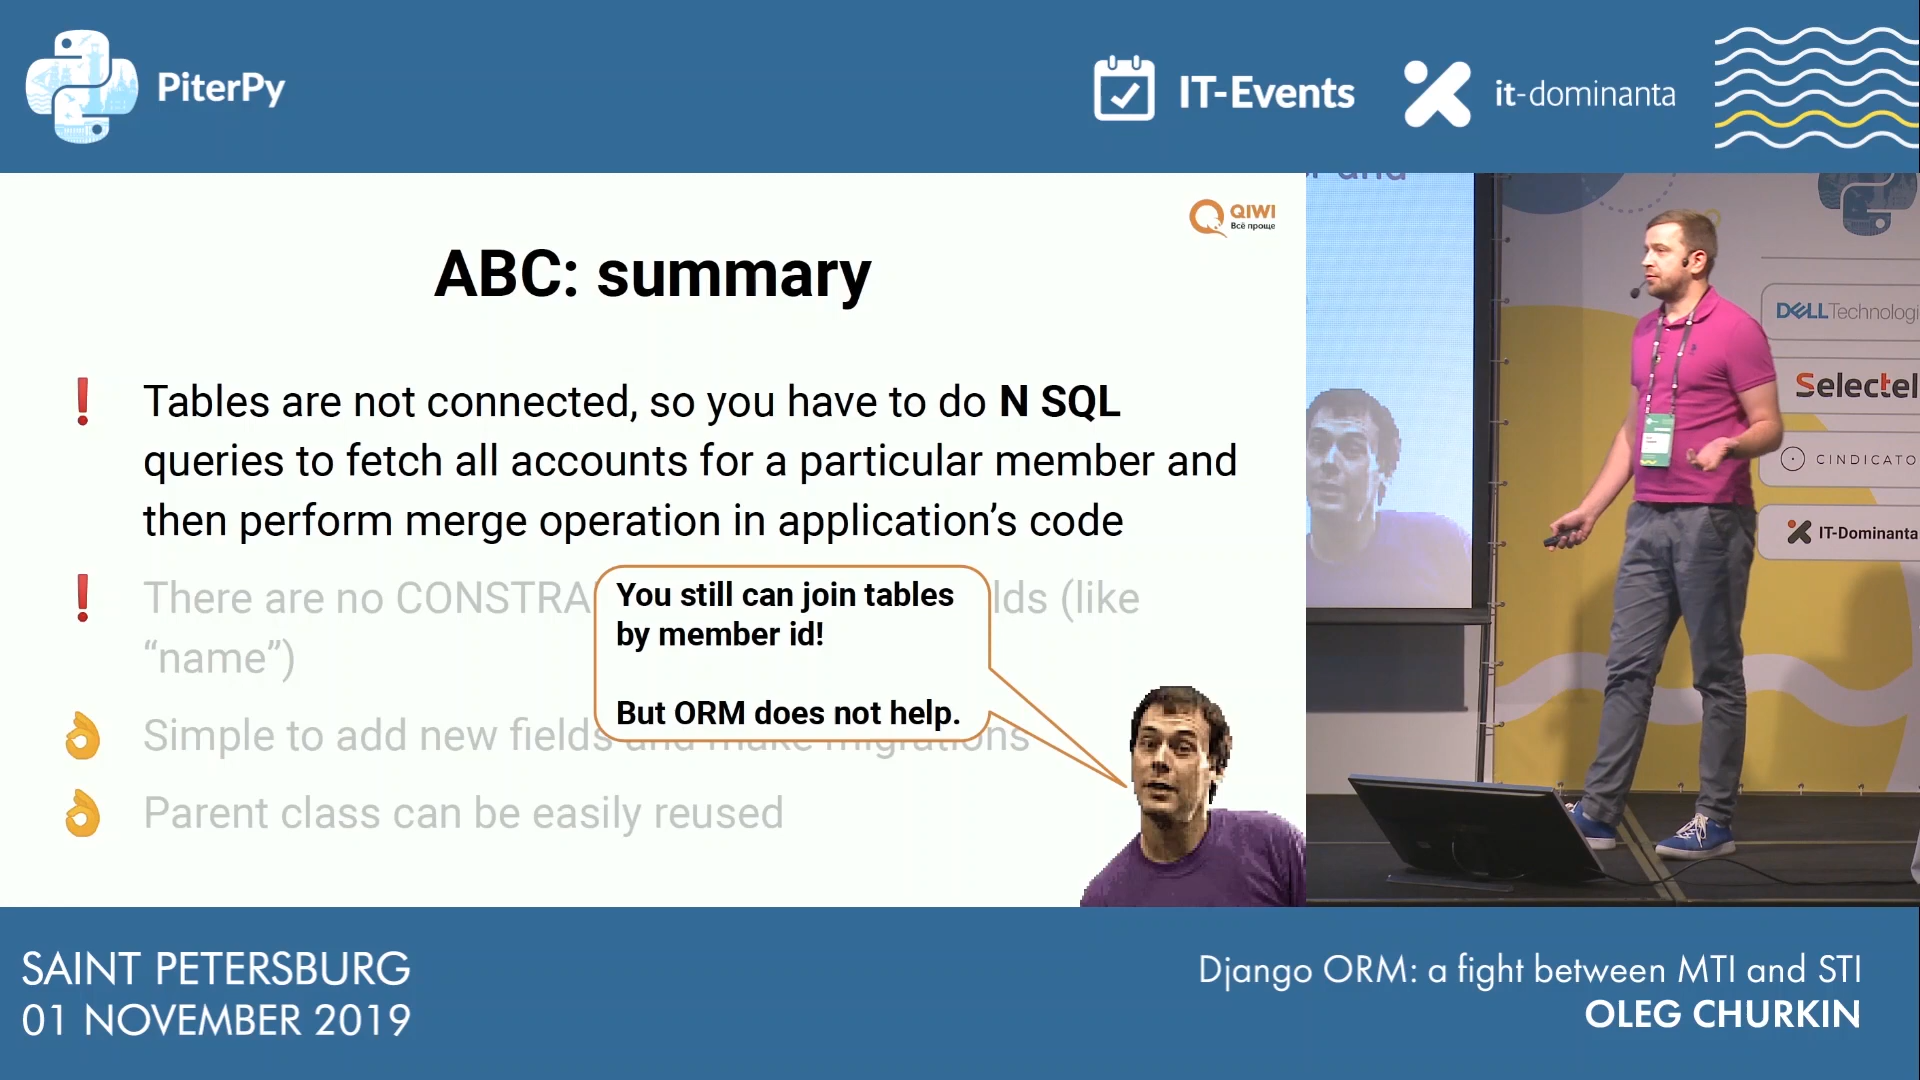 PiterPy
IT-Events
it-dominanta
QIWI
Всё проще
ABC: summary
❗ Tables are not connected, so you have to do N SQL
queries to fetch all accounts for a particular member and
then perform merge operation in application’s code
❗ There are no CONSTRA
lds (like
“name”)
You still can join tables
by member id!
But ORM does not help.
👌 Simple to add new fields and make migrations
👌 Parent class can be easily reused
and
DELL Technologi
Selectel
CINDICATO
IT-Dominanta
SAINT PETERSBURG
01 NOVEMBER 2019
Django ORM: a fight between MTI and STI
OLEG CHURKIN